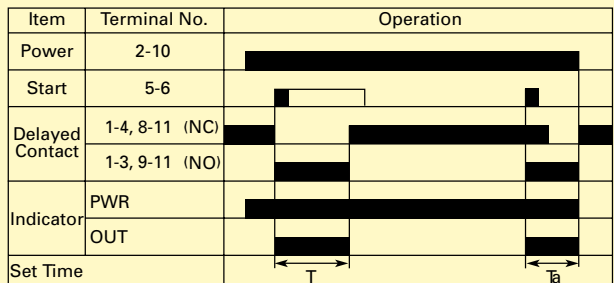 Item Terminal No. Operation
Power 2-10
Start 5-6
Delayed Contact
1-4, 8-11 (NC)
1-3, 9-11 (NO)
Indicator
PWR
OUT
Set Time T Ta